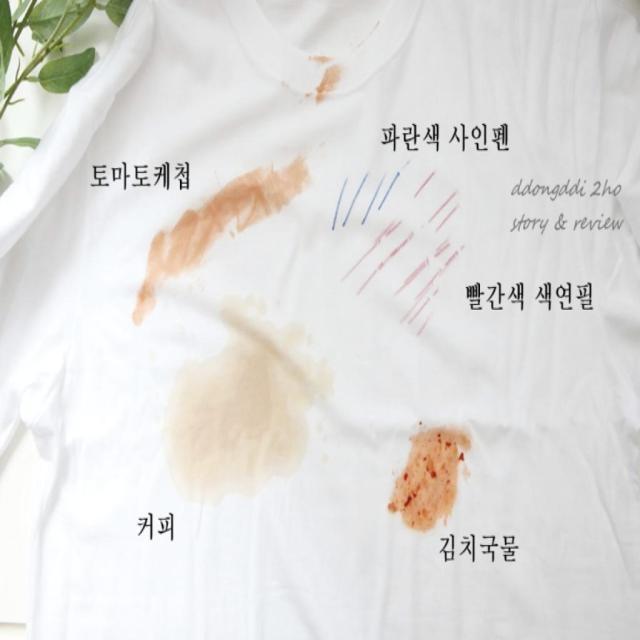 파란색 사인펜
토마토케첩
ddongddi 2ho
story & review
빨간색 색연필
커피
김치국물